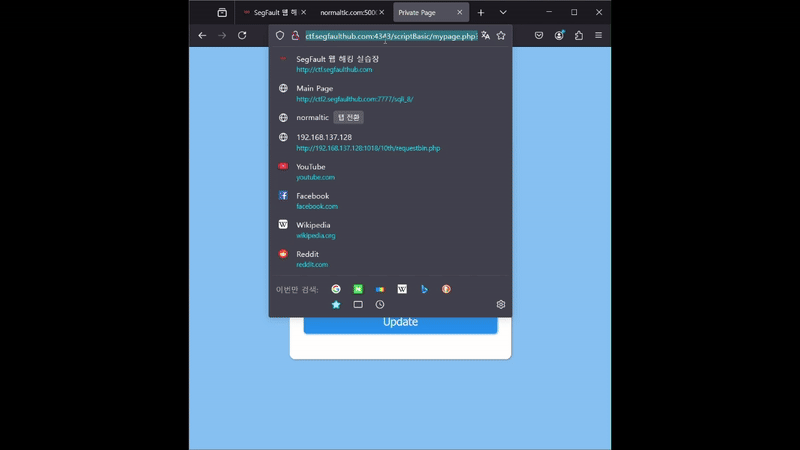 SegFault 웹 해
normaltic.com:5000
Private Page
ctf.segfaulthub.com:4343/scriptBasic/mypage.php
SegFault 웹 해킹 실습장
http://ctf.segfaulthub.com
Main Page
http://ctf2.segfaulthub.com:7777/sqli_8/
normaltic 탭 전환
192.168.137.128
http://192.168.137.128:1018/10th/requestbin.php
YouTube
youtube.com
Facebook
facebook.com
Wikipedia
wikipedia.org
Reddit
reddit.com
이번만 검색:
Update